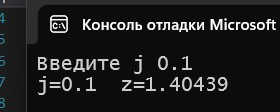 Консоль отладки Microsoft
Введите j 0.1
j=0.1  z=1.40439